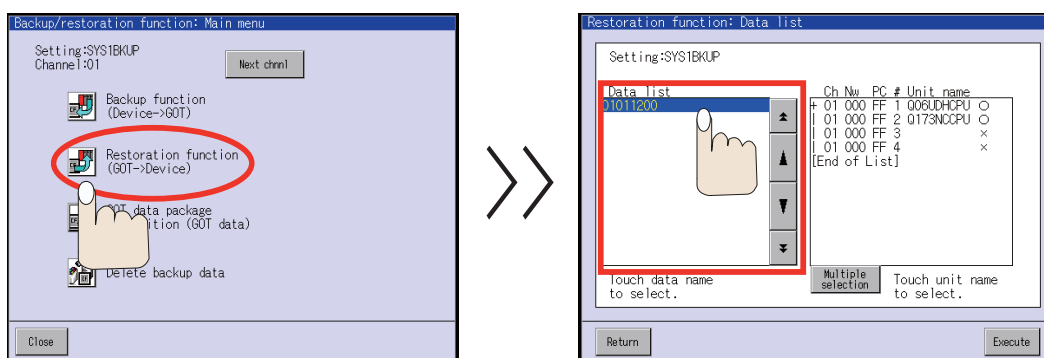 Backup/restoration function: Main menu
Setting:SYS1BKUP
Channel:01
Next chnnl
Backup function
(Device->GOT)
Restoration function
(GOT->Device)
data package
(GOT data)
Delete backup data
Close
Restoration function: Data list
Setting:SYS1BKUP
Data list
01011200
Ch Nw PC # Unit name
+ 01 000 FF 1 Q06UDHCPU ○
| 01 000 FF 2 Q173NCCPU ○
| 01 000 FF 3 ×
| 01 000 FF 4 ×
[End of List]
Touch data name
to select.
Multiple
selection
Touch unit name
to select.
Return
Execute